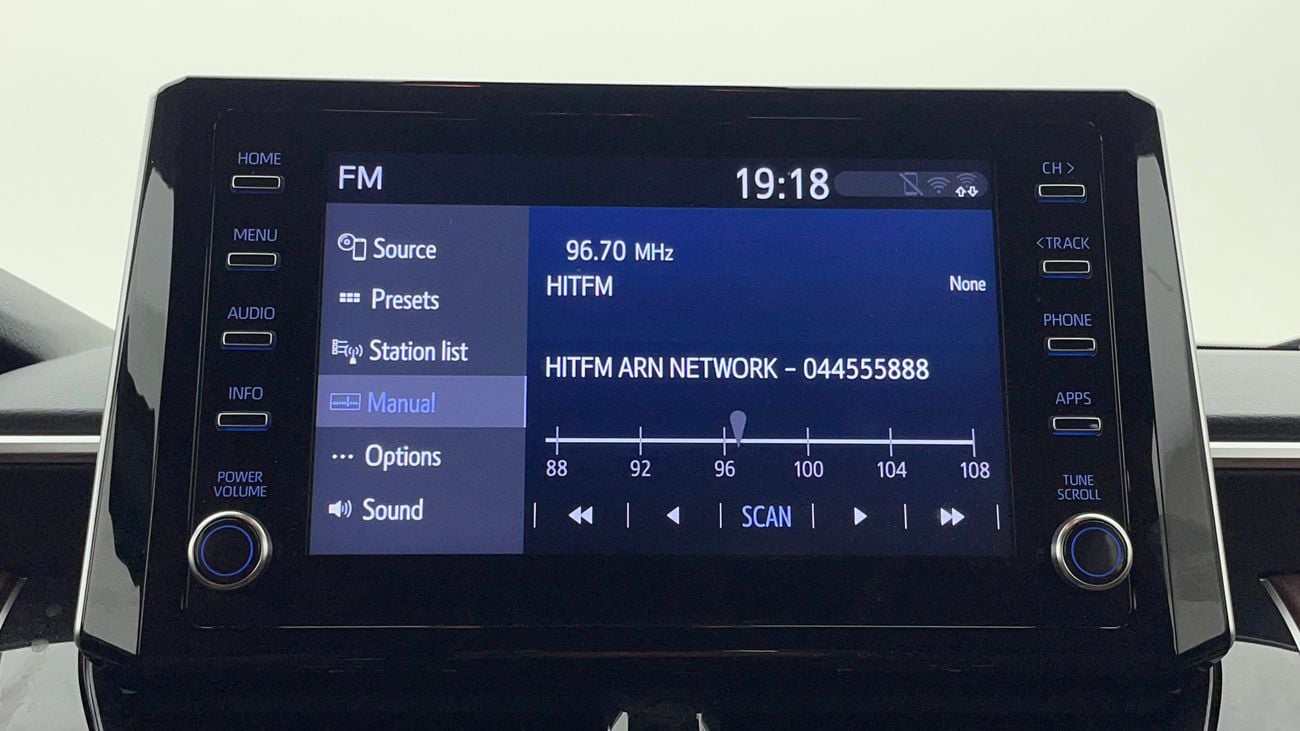 HOME
MENU
AUDIO
INFO
POWER
VOLUME
FM
19:18
Source
Presets
Station list
Manual
Options
Sound
96.70 MHz
HITFM
None
HITFM ARN NETWORK - 044555888
88 92 96 100 104 108
SCAN
CH >
<TRACK
PHONE
APPS
TUNE
SCROLL